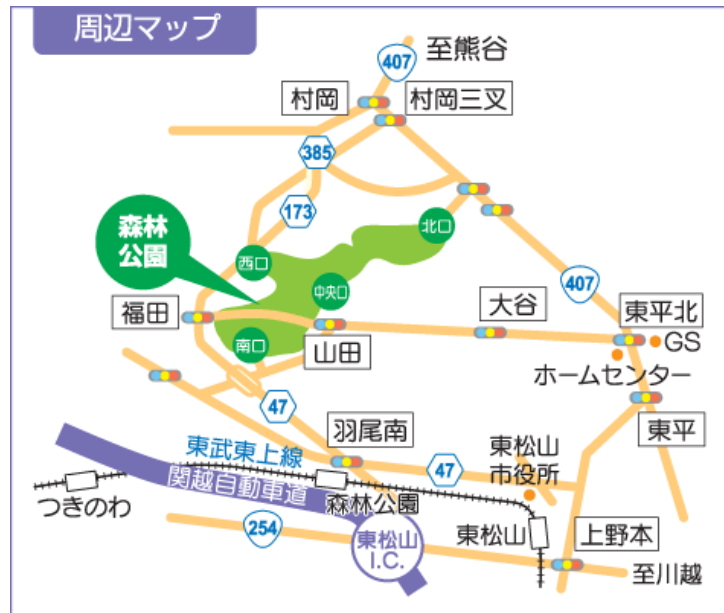 周辺マップ
407
至熊谷
村岡
村岡三叉
385
173
森林
公園
北口
西口
中央口
407
福田
大谷
東平北
GS
南口
山田
ホームセンター
47
東平
羽尾南
東武東上線
関越自動車道
47
東松山
市役所
つきのわ
森林公園
254
東松山
I.C.
東松山
上野本
至川越